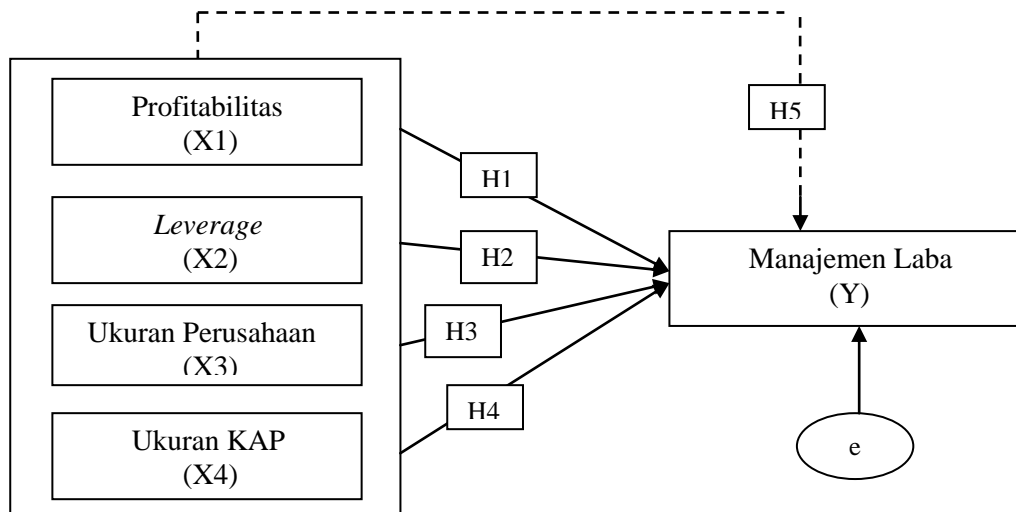 Profitabilitas
(X1)
H5
H1
Leverage
(X2)
H2
Manajemen Laba
(Y)
Ukuran Perusahaan
(X3)
H3
H4
Ukuran KAP
(X4)
e